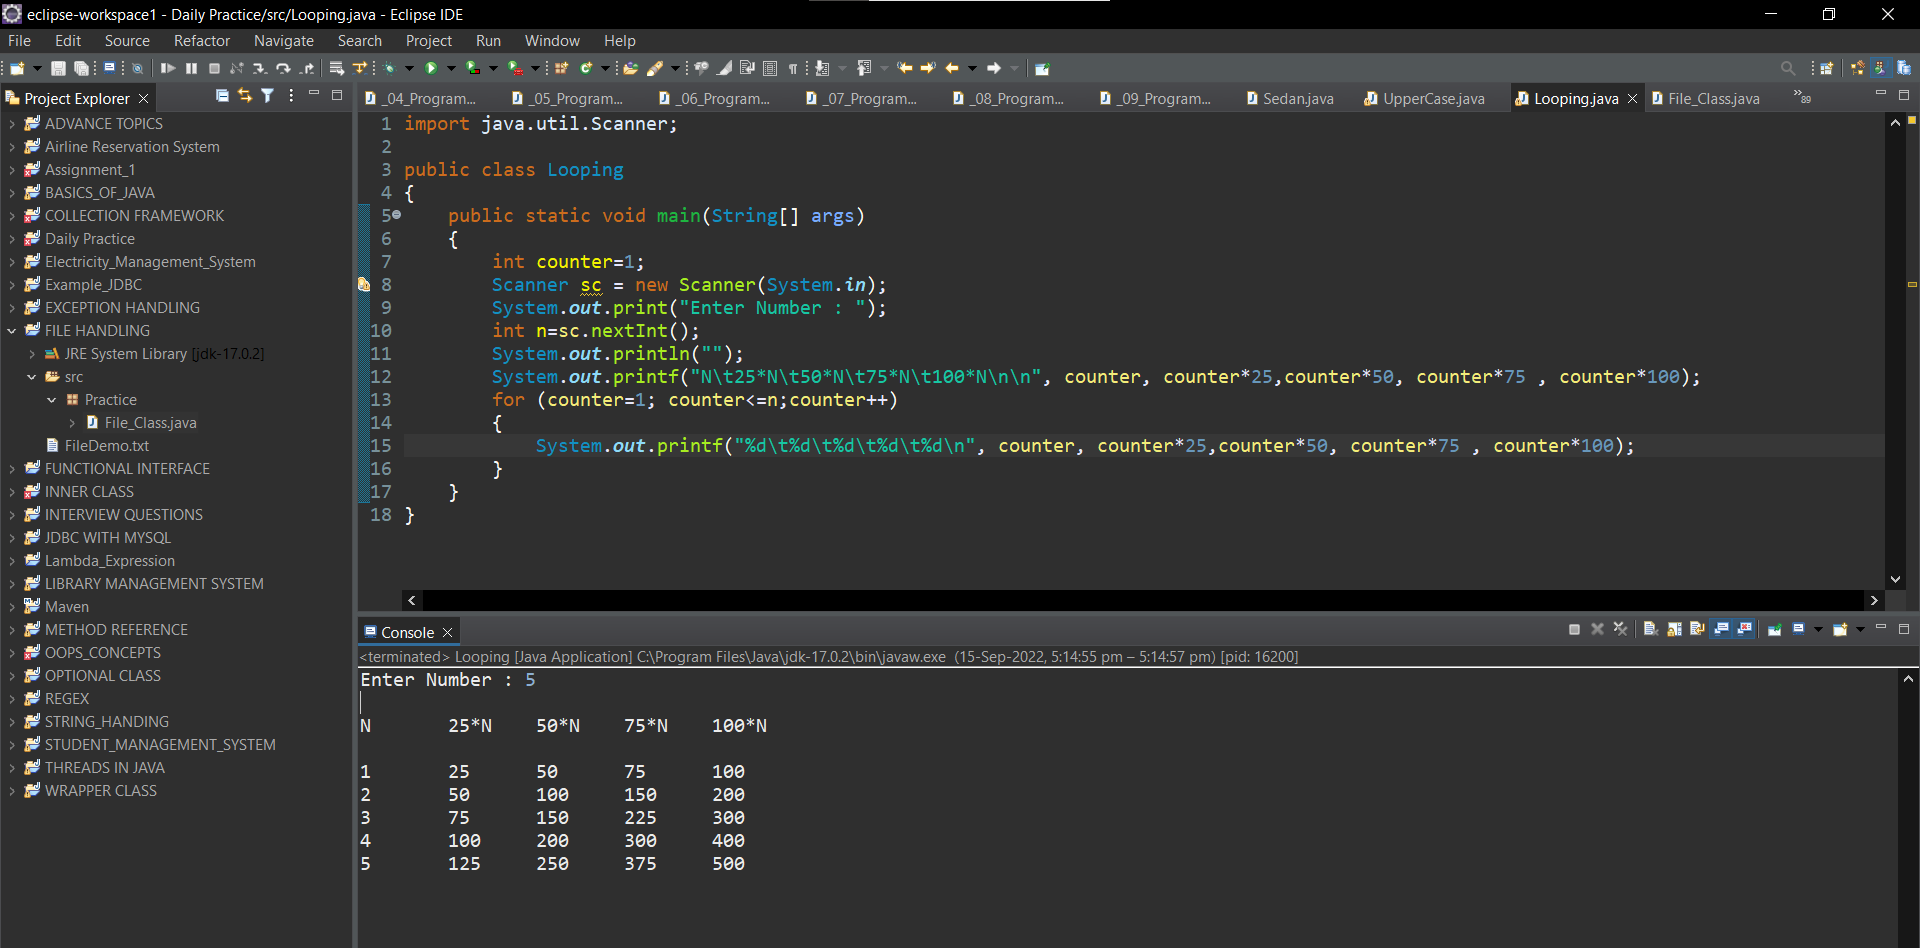 eclipse-workspace1 - Daily Practice/src/Looping.java - Eclipse IDE
File Edit Source Refactor Navigate Search Project Run Window Help
Project Explorer
_04_Program... _05_Program... _06_Program... _07_Program... _08_Program... _09_Program... Sedan.java UpperCase.java Looping.java File_Class.java »89
ADVANCE TOPICS
Airline Reservation System
Assignment_1
BASICS_OF_JAVA
COLLECTION FRAMEWORK
Daily Practice
Electricity_Management_System
Example_JDBC
EXCEPTION HANDLING
FILE HANDLING
JRE System Library [jdk-17.0.2]
src
Practice
File_Class.java
FileDemo.txt
FUNCTIONAL INTERFACE
INNER CLASS
INTERVIEW QUESTIONS
JDBC WITH MYSQL
Lambda_Expression
LIBRARY MANAGEMENT SYSTEM
Maven
METHOD REFERENCE
OOPS_CONCEPTS
OPTIONAL CLASS
REGEX
STRING_HANDING
STUDENT_MANAGEMENT_SYSTEM
THREADS IN JAVA
WRAPPER CLASS
1 import java.util.Scanner;
2
3 public class Looping
4 {
5     public static void main(String[] args)
6     {
7         int counter=1;
8         Scanner sc = new Scanner(System.in);
9         System.out.print("Enter Number : ");
10         int n=sc.nextInt();
11         System.out.println("");
12         System.out.printf("N\t25*N\t50*N\t75*N\t100*N\n\n", counter, counter*25,counter*50, counter*75 , counter*100);
13         for (counter=1; counter<=n;counter++)
14         {
15             System.out.printf("%d\t%d\t%d\t%d\t%d\n", counter, counter*25,counter*50, counter*75 , counter*100);
16         }
17     }
18 }
Console
<terminated> Looping [Java Application] C:\Program Files\Java\jdk-17.0.2\bin\javaw.exe (15-Sep-2022, 5:14:55 pm – 5:14:57 pm) [pid: 16200]
Enter Number : 5
N 25*N 50*N 75*N 100*N
1 25 50 75 100
2 50 100 150 200
3 75 150 225 300
4 100 200 300 400
5 125 250 375 500